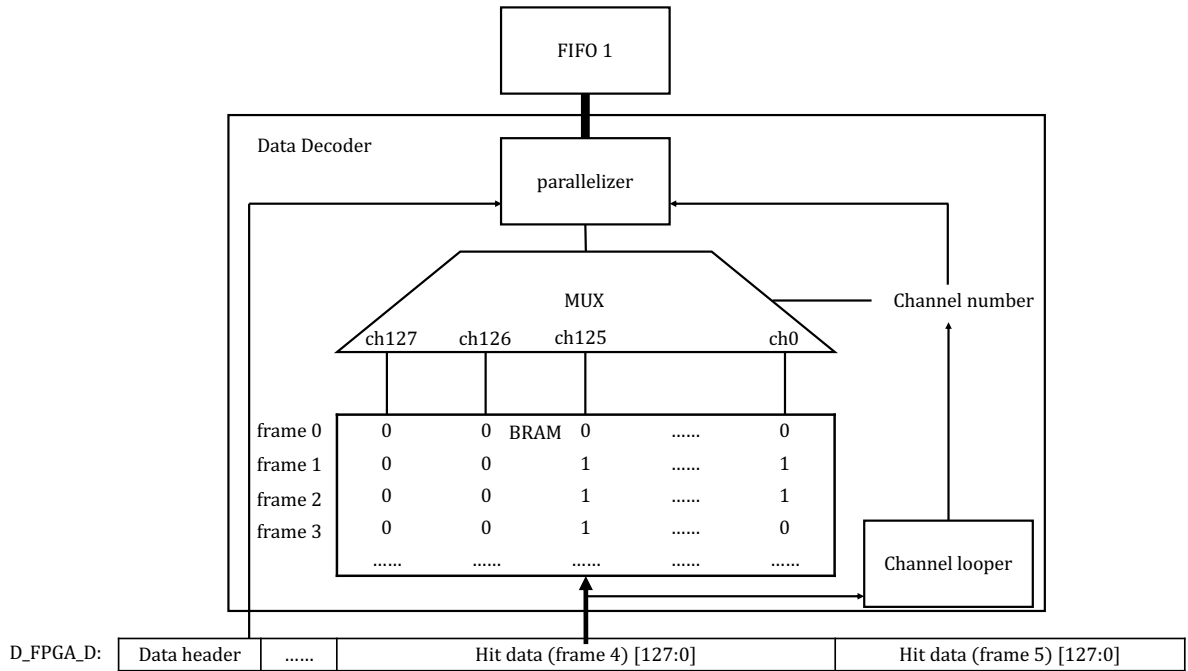 FIFO 1
Data Decoder
parallelizer
MUX
Channel number
ch127 ch126 ch125 ch0
frame 0 0 0 BRAM 0 ...... 0
frame 1 0 0 1 ...... 1
frame 2 0 0 1 ...... 1
frame 3 0 0 1 ...... 0
...... ...... ...... ...... ......
Channel looper
D_FPGA_D: Data header ...... Hit data (frame 4) [127:0] Hit data (frame 5) [127:0]